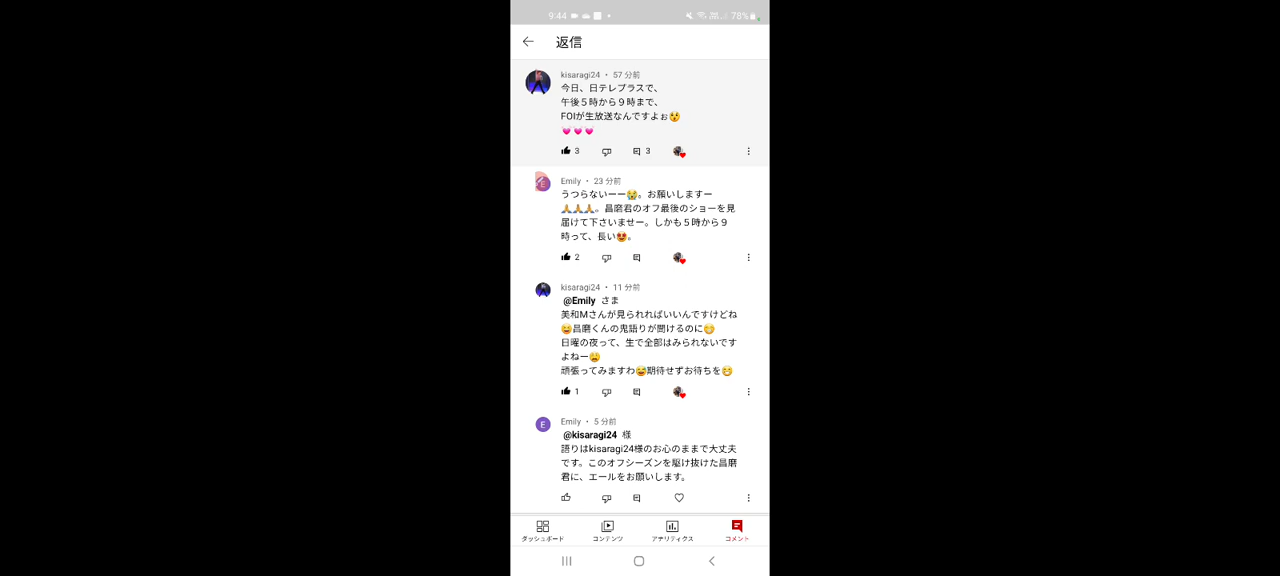 9:44
78%
返信
kisaragi24 • 57 分前
今日、日テレプラスで、
午後５時から９時まで、
FOIが生放送なんですよぉ😲
💓💓💓
3
3
Emily • 23 分前
うつらないーー😭。お願いしますー
🙏🙏🙏。昌磨君のオフ最後のショーを見
届けて下さいませー。しかも５時から９
時って、長い😍。
2
kisaragi24 • 11 分前
@Emily さま
美和Mさんが見られればいいんですけどね
😅昌磨くんの鬼語りが聞けるのに🤭
日曜の夜って、生で全部はみられないです
よねー😩
頑張ってみますわ😅期待せずお待ちを🤭
1
E
Emily • 5 分前
@kisaragi24 様
語りはkisaragi24様のお心のままで大丈夫
です。このオフシーズンを駆け抜けた昌磨
君に、エールをお願いします。
ダッシュボード
コンテンツ
アナリティクス
コメント